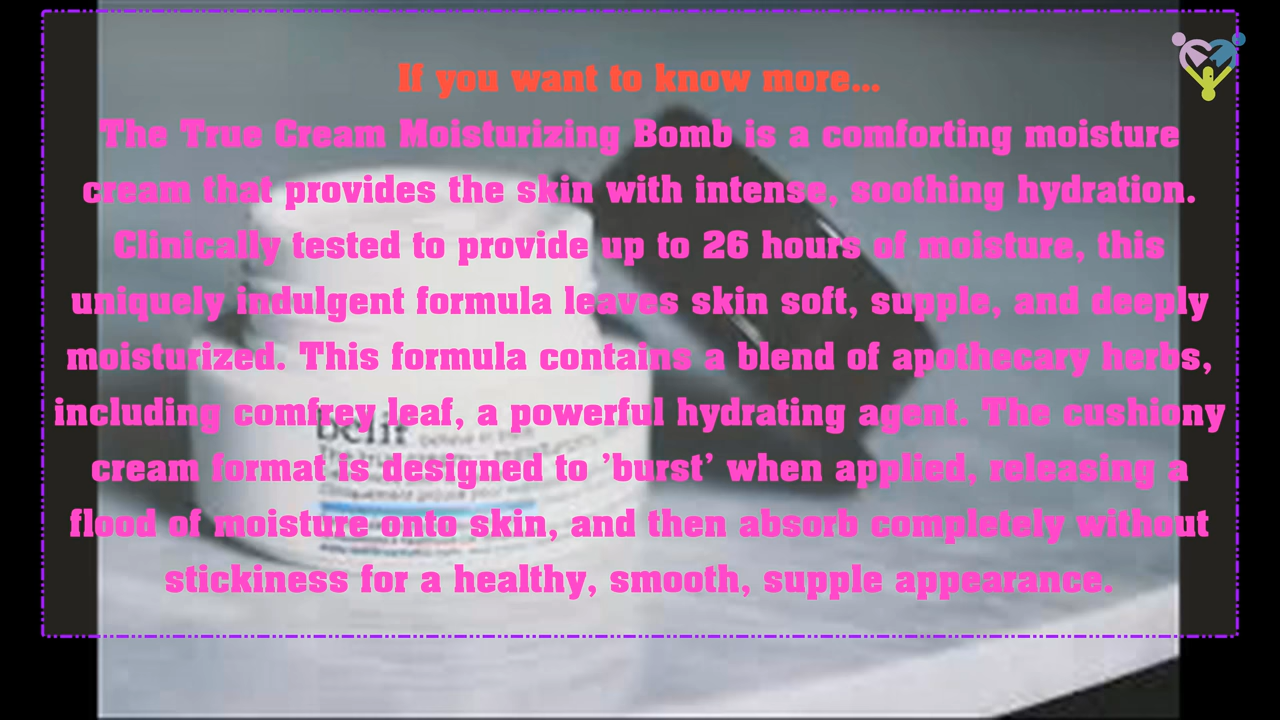 If you want to know more...
The True Cream Moisturizing Bomb is a comforting moisture
cream that provides the skin with intense, soothing hydration.
Clinically tested to provide up to 26 hours of moisture, this
uniquely indulgent formula leaves skin soft, supple, and deeply
moisturized. This formula contains a blend of apothecary herbs,
including comfrey leaf, a powerful hydrating agent. The cushiony
cream format is designed to ’burst’ when applied, releasing a
flood of moisture onto skin, and then absorb completely without
stickiness for a healthy, smooth, supple appearance.
belif